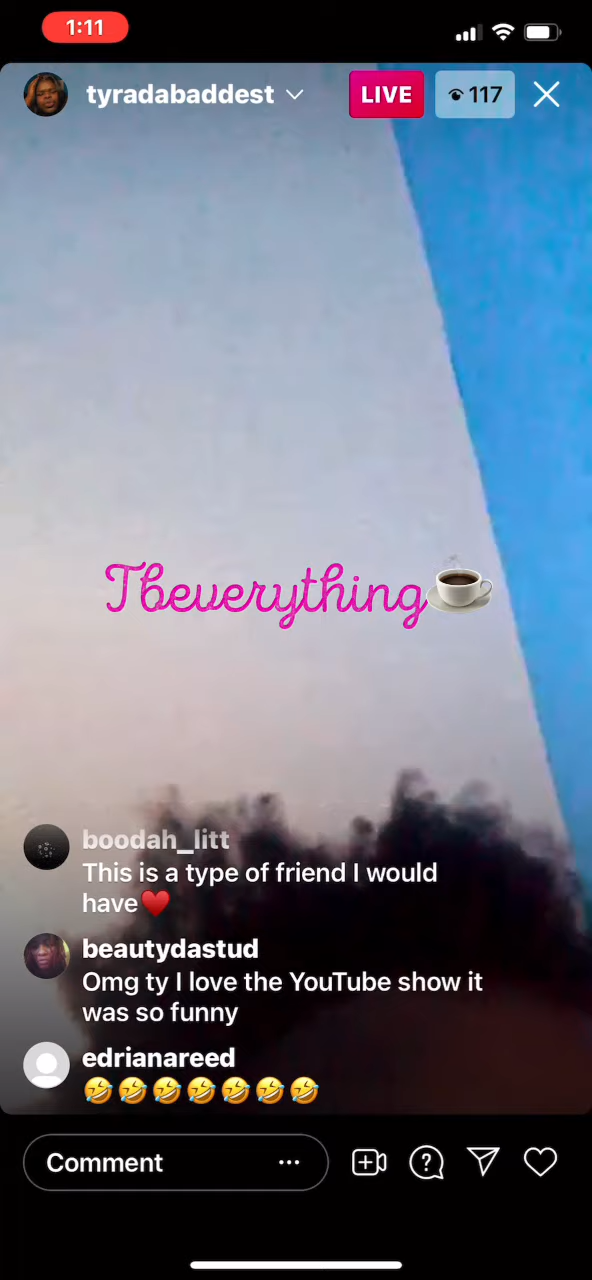 1:11
tyradabaddest
LIVE
117
Tbeverything☕
boodah_litt
This is a type of friend I would
have♥️
beautydastud
Omg ty I love the YouTube show it
was so funny
edrianareed
🤣🤣🤣🤣🤣🤣🤣
Comment